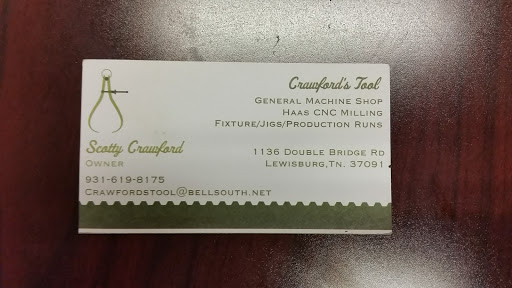 Crawford's Tool
General Machine Shop
Haas CNC Milling
Fixture/Jigs/Production Runs
Scotty Crawford
Owner
931-619-8175
Crawfordstool@bellsouth.net
1136 Double Bridge Rd
Lewisburg,Tn. 37091